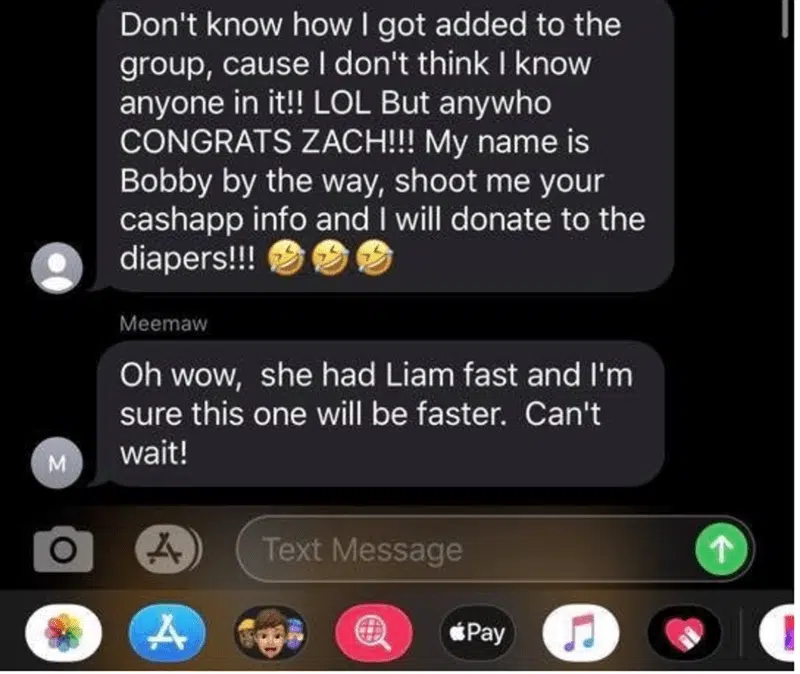 Don't know how I got added to the
group, cause I don't think I know
anyone in it!! LOL But anywho
CONGRATS ZACH!!! My name is
Bobby by the way, shoot me your
cashapp info and I will donate to the
diapers!!! 🤣🤣🤣
Meemaw
Oh wow,  she had Liam fast and I'm
sure this one will be faster.  Can't
wait!
M
Text Message
Pay